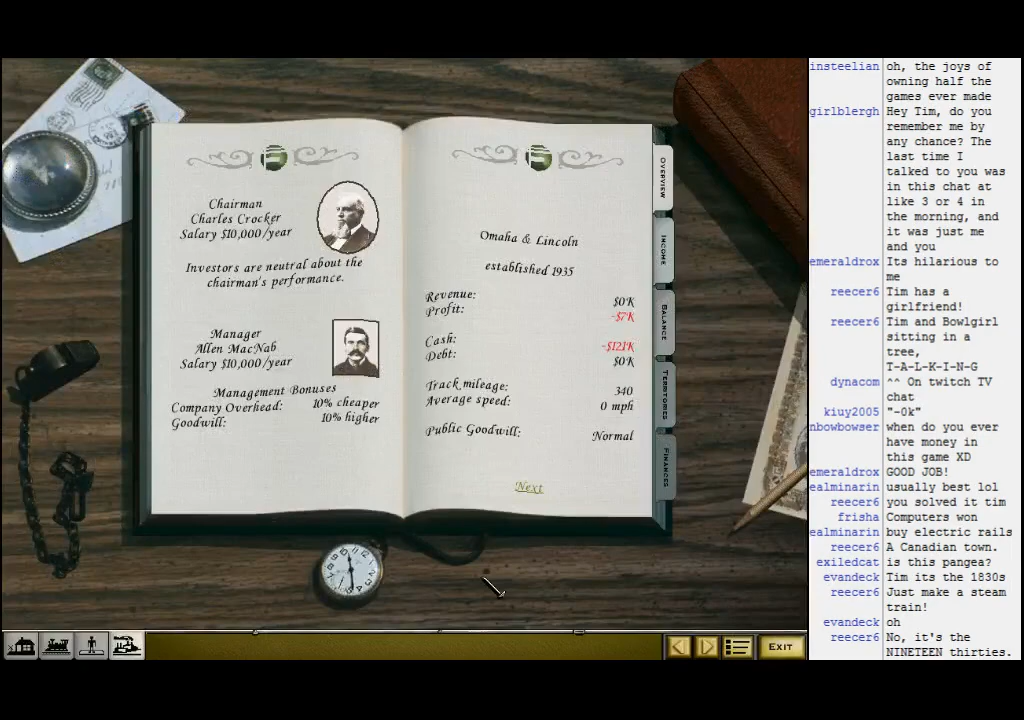 Chairman
Charles Crocker
Salary $10,000/year
Investors are neutral about the
chairman's performance.
Manager
Allen MacNab
Salary $10,000/year
Management Bonuses
Company Overhead: 10% cheaper
Goodwill: 10% higher
Omaha & Lincoln
established 1935
Revenue: $0K
Profit: -$7K
Cash: -$121K
Debt: $0K
Track mileage: 340
Average speed: 0 mph
Public Goodwill: Normal
Next
OVERVIEW
INCOME
BALANCE
TERRITORIES
FINANCES
EXIT
insteelian oh, the joys of
owning half the
games ever made
girlblergh Hey Tim, do you
remember me by
any chance? The
last time I
talked to you was
in this chat at
like 3 or 4 in
the morning, and
it was just me
and you
emeraldrox Its hilarious to
me
reecer6 Tim has a
girlfriend!
reecer6 Tim and Bowlgirl
sitting in a
tree,
T-A-L-K-I-N-G
dynacom ^^ On twitch TV
chat
kiuy2005 "-0k"
nbowbowser when do you ever
have money in
this game XD
emeraldrox GOOD JOB!
ealminarin usually best lol
reecer6 you solved it tim
frisha Computers won
ealminarin buy electric rails
reecer6 A Canadian town.
exiledcat is this pangea?
evandeck Tim its the 1830s
reecer6 Just make a steam
train!
evandeck oh
reecer6 No, it's the
NINETEEN thirties.